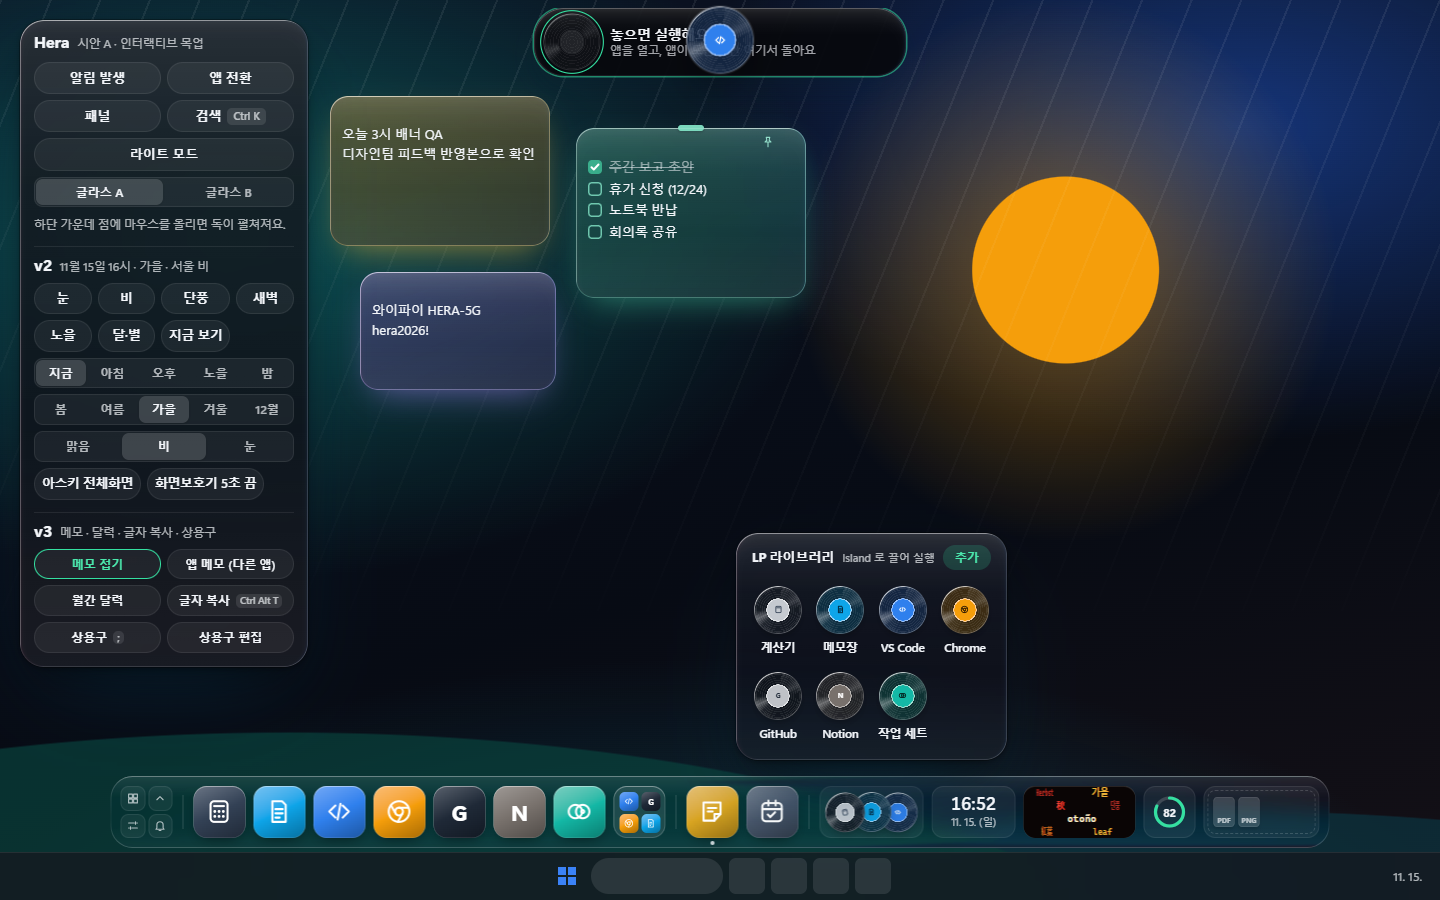 Hera 시안 A · 인터랙티브 목업
알림 발생
앱 전환
패널
검색 Ctrl K
라이트 모드
글라스 A
글라스 B
하단 가운데 점에 마우스를 올리면 독이 펼쳐져요.
v2 11월 15일 16시 · 가을 · 서울 비
눈
비
단풍
새벽
노을
달·별
지금 보기
지금
아침
오후
노을
밤
봄
여름
가을
겨울
12월
맑음
비
눈
아스키 전체화면
화면보호기 5초 끔
v3 메모 · 달력 · 글자 복사 · 상용구
메모 접기
앱 메모 (다른 앱)
월간 달력
글자 복사 Ctrl Alt T
상용구 ;
상용구 편집
놓으면 실행해
앱을 열고, 앱이 여기서 돌아요
오늘 3시 배너 QA
디자인팀 피드백 반영본으로 확인
주간 보고 초안
휴가 신청 (12/24)
노트북 반납
회의록 공유
와이파이 HERA-5G
hera2026!
LP 라이브러리 Island 로 끌어 실행 추가
계산기
메모장
VS Code
Chrome
G
N
GitHub
Notion
작업 세트
G
N
G
16:52
11. 15. (일)
Herbst
가을
秋
otoño
紅葉
leaf
82
PDF
PNG
11. 15.